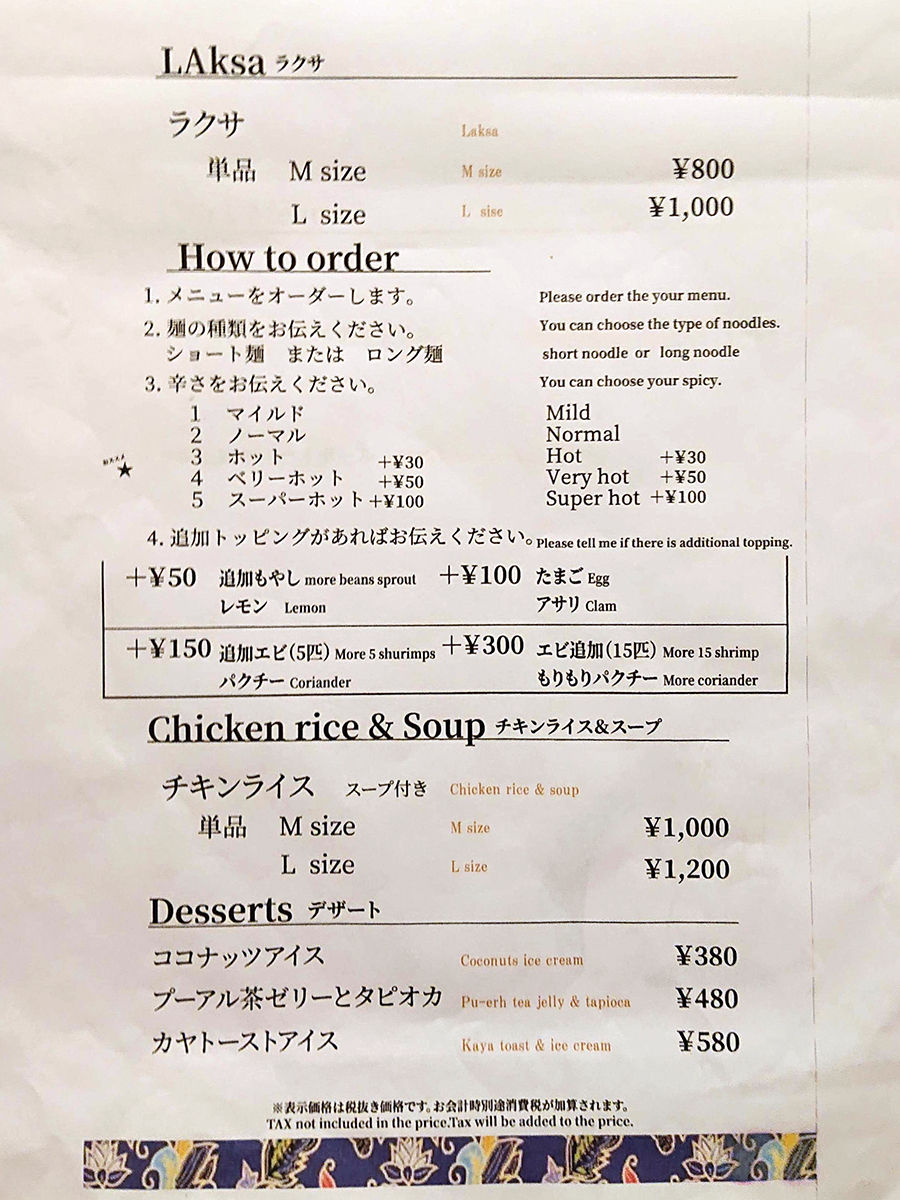 LAksa ラクサ
ラクサ Laksa
単品 M size M size ¥800
L size L sise ¥1,000
How to order
1. メニューをオーダーします。 Please order the your menu.
2. 麺の種類をお伝えください。 You can choose the type of noodles.
ショート麺 または ロング麺 short noodle or long noodle
3. 辛さをお伝えください。 You can choose your spicy.
1 マイルド Mild
2 ノーマル Normal
3 ホット +¥30 Hot +¥30
★
4 ベリーホット +¥50 Very hot +¥50
5 スーパーホット +¥100 Super hot +¥100
4. 追加トッピングがあればお伝えください。 Please tell me if there is additional topping.
+¥50 追加もやし more beans sprout +¥100 たまご Egg
レモン Lemon アサリ Clam
+¥150 追加エビ(5匹) More 5 shurimps +¥300 エビ追加(15匹) More 15 shrimp
パクチー Coriander もりもりパクチー More coriander
Chicken rice & Soup チキンライス&スープ
チキンライス スープ付き Chicken rice & soup
単品 M size M size ¥1,000
L size L size ¥1,200
Desserts デザート
ココナッツアイス Coconuts ice cream ¥380
プーアル茶ゼリーとタピオカ Pu-erh tea jelly & tapioca ¥480
カヤトーストアイス Kaya toast & ice cream ¥580
※表示価格は税抜き価格です。お会計時別途消費税が加算されます。
TAX not included in the price.Tax will be added to the price.